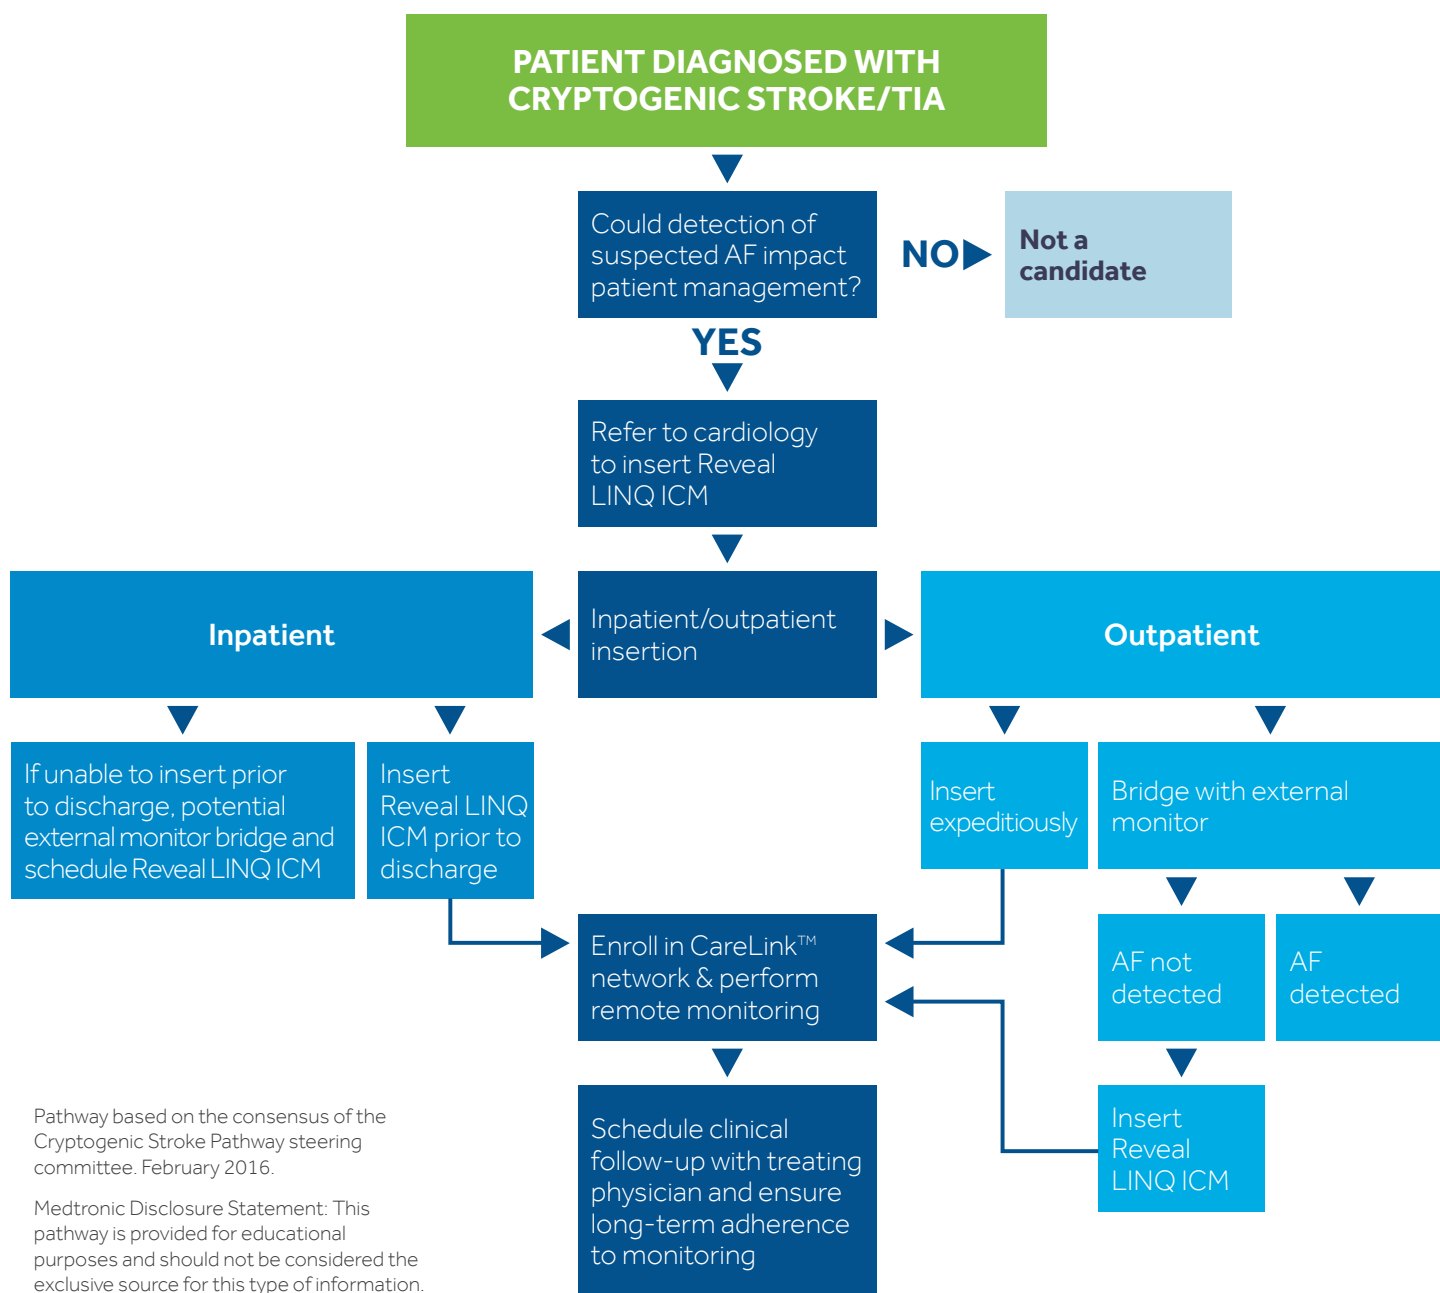 PATIENT DIAGNOSED WITH
CRYPTOGENIC STROKE/TIA
Could detection of
suspected AF impact
patient management?
NO
Not a
candidate
YES
Refer to cardiology
to insert Reveal
LINQ ICM
Inpatient
Inpatient/outpatient
insertion
Outpatient
If unable to insert prior
to discharge, potential
external monitor bridge and
schedule Reveal LINQ ICM
Insert
Reveal LINQ
ICM prior to
discharge
Insert
expeditiously
Bridge with external
monitor
Enroll in CareLink™
network & perform
remote monitoring
AF not
detected
AF
detected
Insert
Reveal
LINQ ICM
Schedule clinical
follow-up with treating
physician and ensure
long-term adherence
to monitoring
Pathway based on the consensus of the
Cryptogenic Stroke Pathway steering
committee. February 2016.
Medtronic Disclosure Statement: This
pathway is provided for educational
purposes and should not be considered the
exclusive source for this type of information.